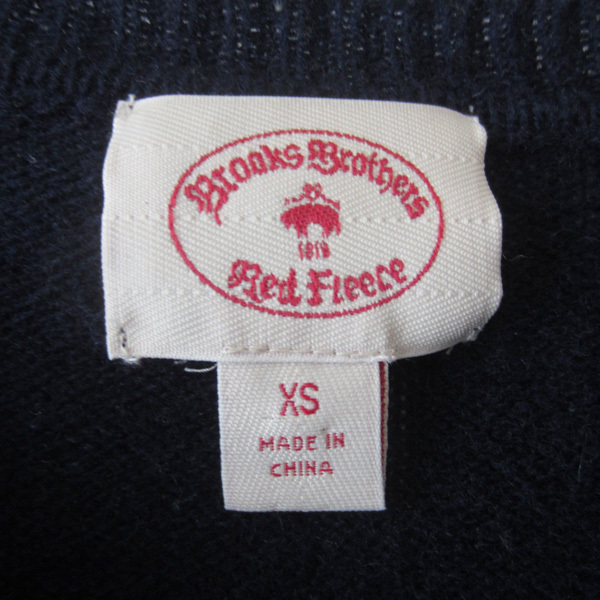 Brooks Brothers
1818
Red Fleece
XS
MADE IN
CHINA